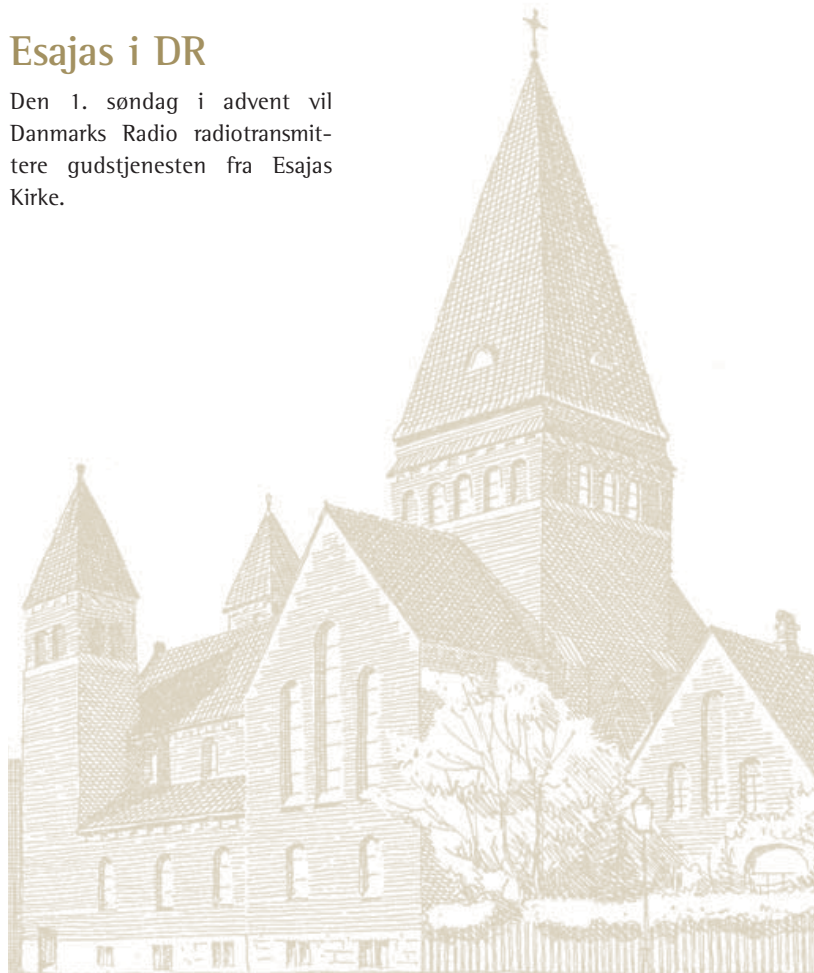 Esajas i DR
Den 1. søndag i advent vil
Danmarks Radio radiotransmit-
tere gudstjenesten fra Esajas
Kirke.